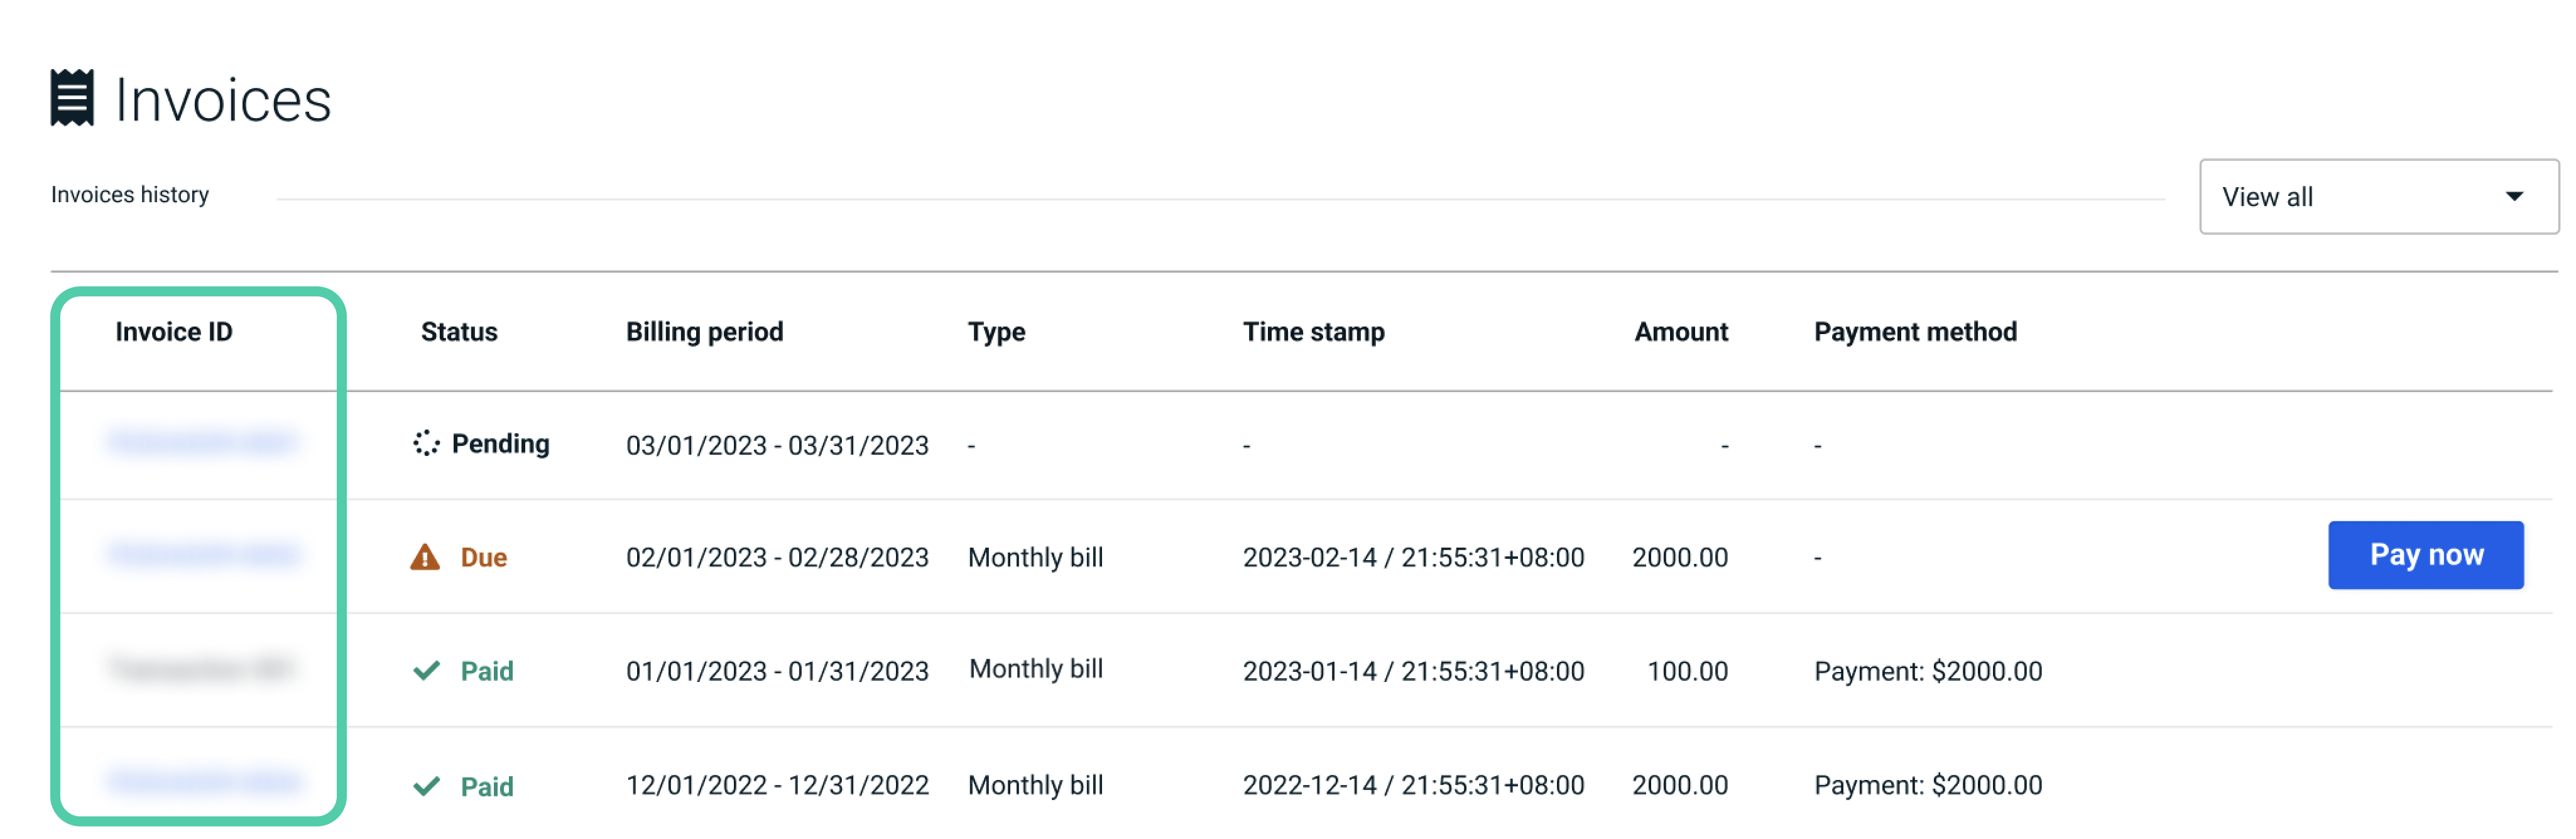 Invoices
Invoices history
View all
Invoice ID Status Billing period Type Time stamp Amount Payment method
Pending 03/01/2023 - 03/31/2023 - - - -
Due 02/01/2023 - 02/28/2023 Monthly bill 2023-02-14 / 21:55:31+08:00 2000.00 - Pay now
Paid 01/01/2023 - 01/31/2023 Monthly bill 2023-01-14 / 21:55:31+08:00 100.00 Payment: $2000.00
Paid 12/01/2022 - 12/31/2022 Monthly bill 2022-12-14 / 21:55:31+08:00 2000.00 Payment: $2000.00